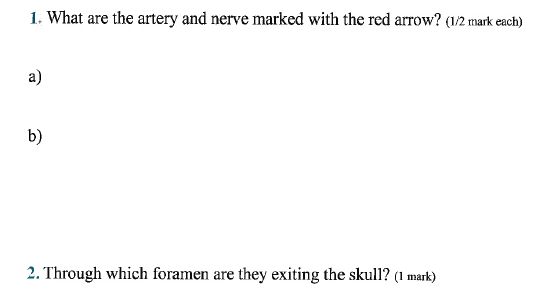 1. What are the artery and nerve marked with the red arrow? (1/2 mark each)
a)
b)
2. Through which foramen are they exiting the skull? (1 mark)